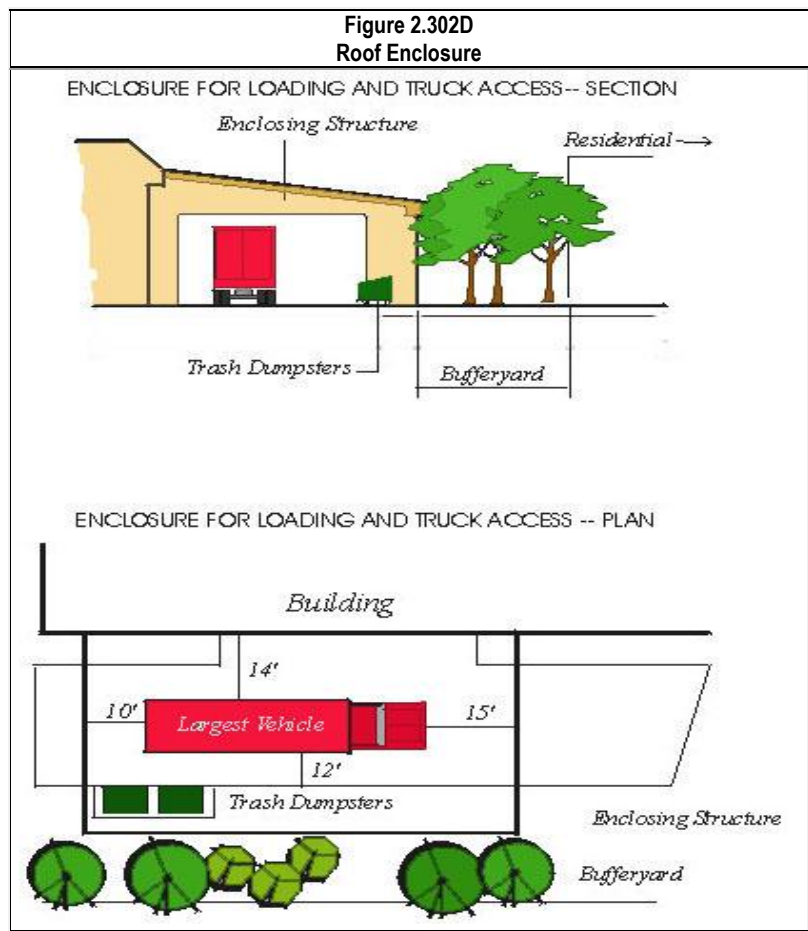 Figure 2.302D
Roof Enclosure
ENCLOSURE FOR LOADING AND TRUCK ACCESS-- SECTION
Enclosing Structure
Residential
Trash Dumpsters
Bufferyard
ENCLOSURE FOR LOADING AND TRUCK ACCESS -- PLAN
Building
14'
10'
Largest Vehicle
15'
12'
Trash Dumpsters
Enclosing Structure
Bufferyard